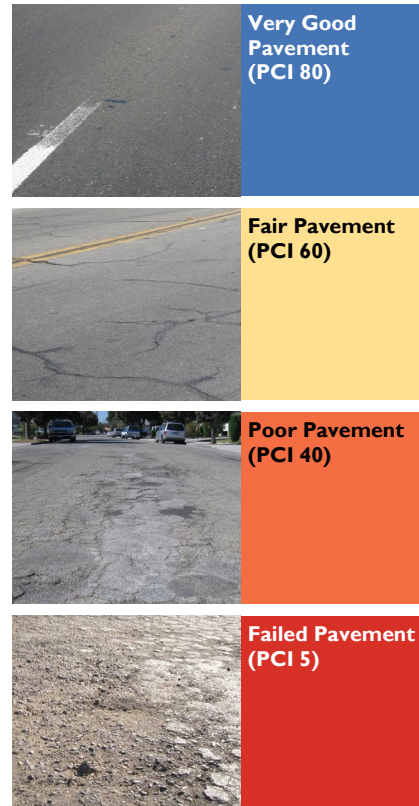 Very Good
Pavement
(PCI 80)
Fair Pavement
(PCI 60)
Poor Pavement
(PCI 40)
Failed Pavement
(PCI 5)